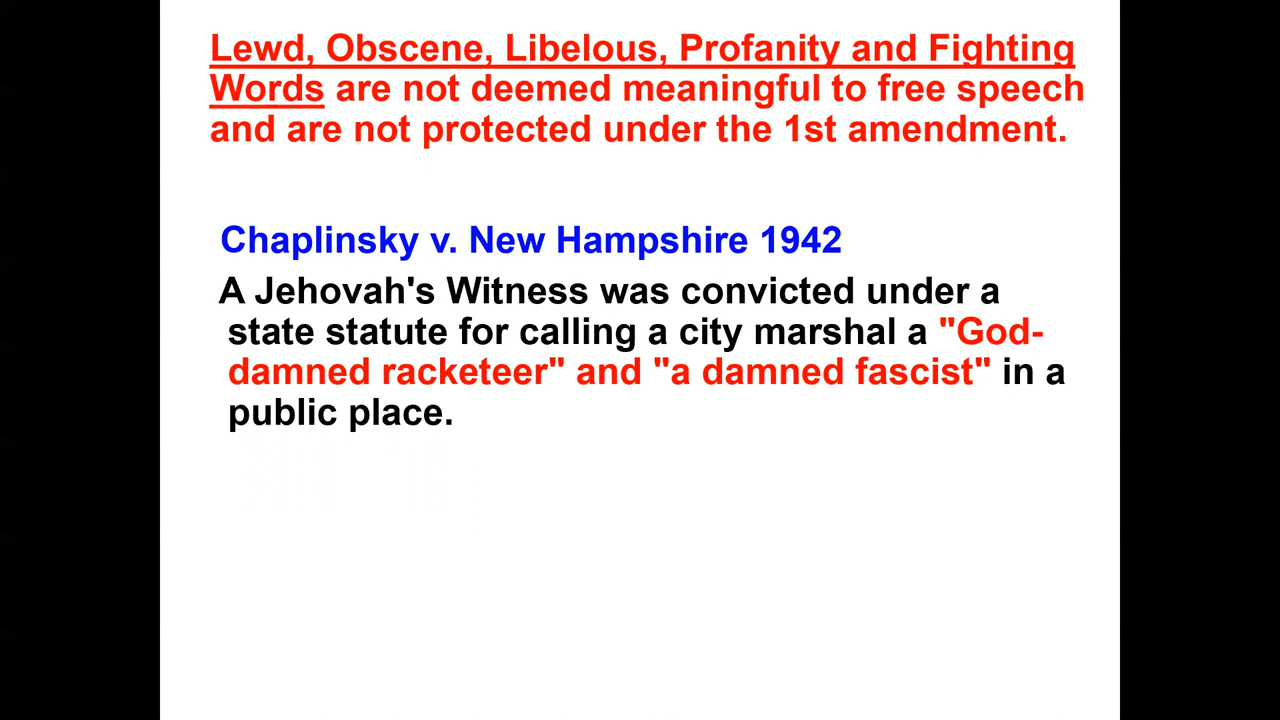 Lewd, Obscene, Libelous, Profanity and Fighting
Words are not deemed meaningful to free speech
and are not protected under the 1st amendment.
Chaplinsky v. New Hampshire 1942
A Jehovah's Witness was convicted under a
state statute for calling a city marshal a "God-
damned racketeer" and "a damned fascist" in a
public place.